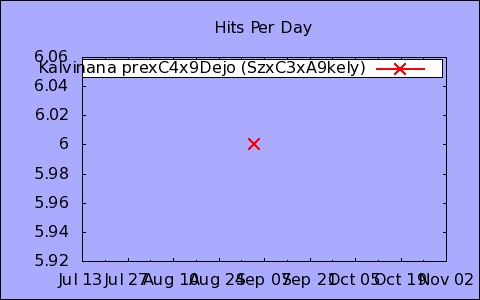 Hits Per Day
6.06
Kalvinana prexC4x9Dejo (SzxC3xA9kely)
6.04
6.02
6
5.98
5.96
5.94
5.92
Jul 13 Jul 27 Aug 10 Aug 24 Sep 07 Sep 21 Oct 05 Oct 19 Nov 02